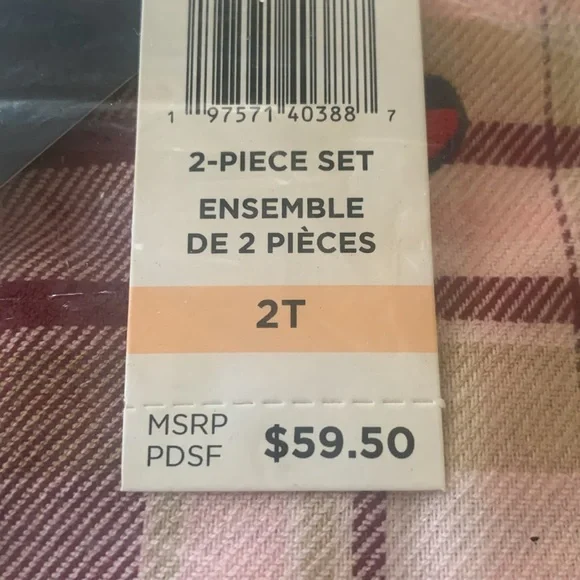 1 97571 40388 7
2-PIECE SET
ENSEMBLE
DE 2 PIÈCES
2T
MSRP
PDSF $59.50